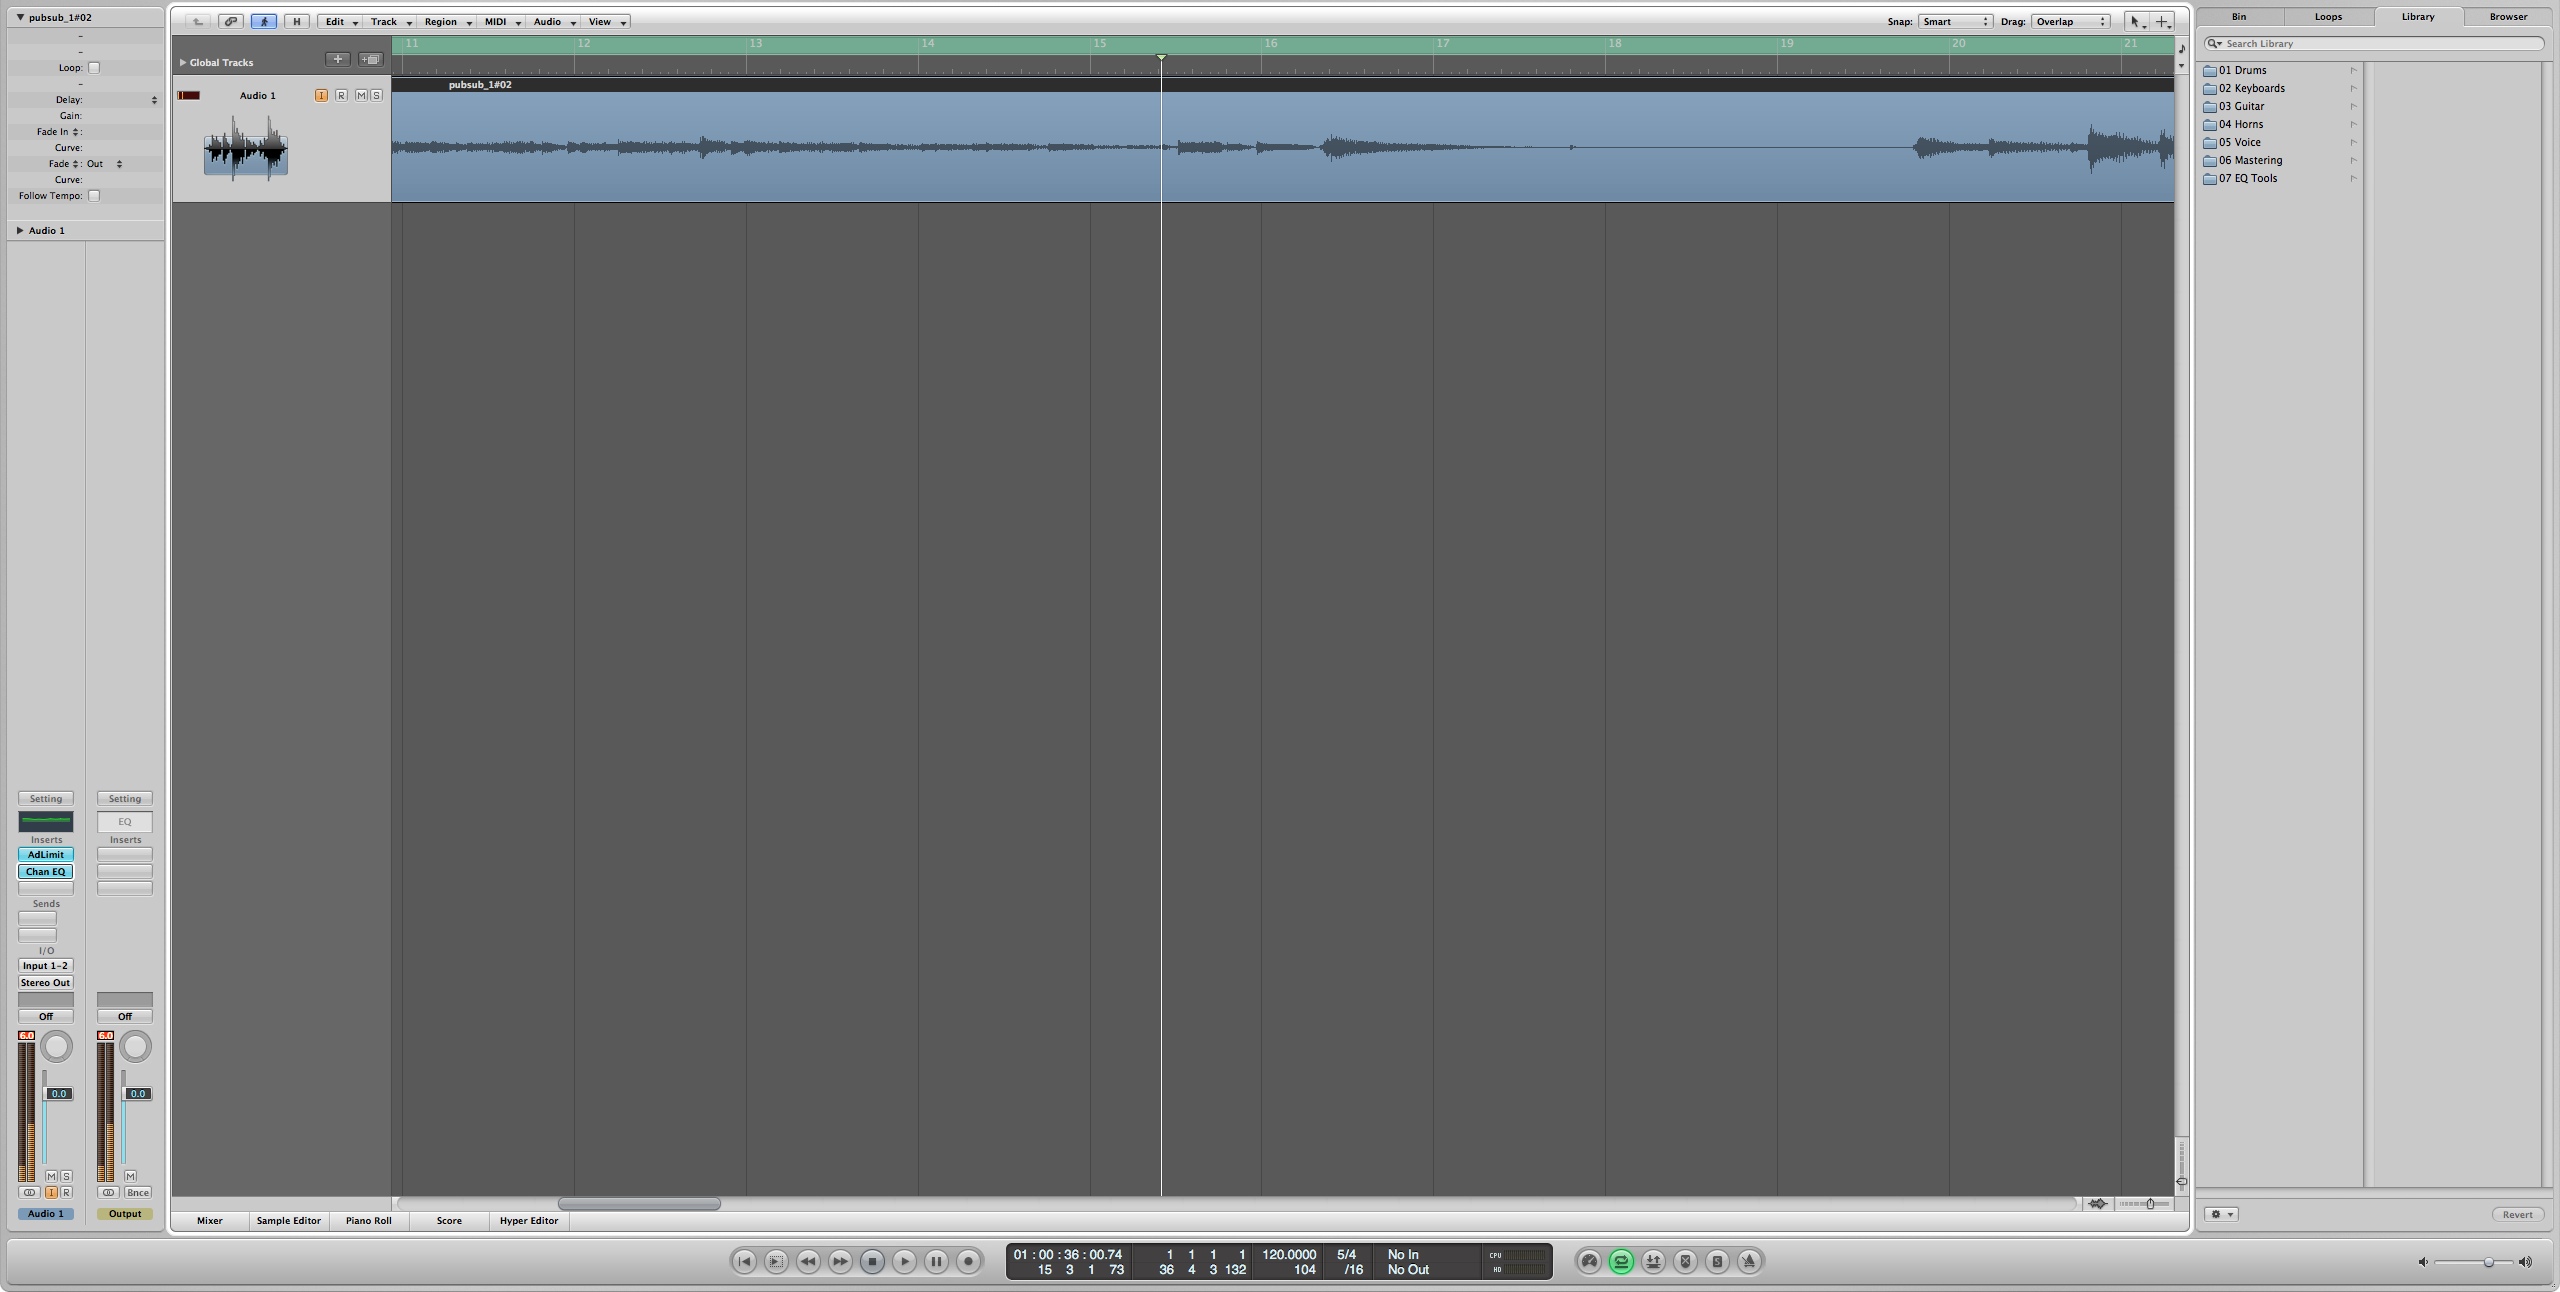 pubsub_1#02
H Edit Track Region MIDI Audio View Snap: Smart Drag: Overlap
Bin Loops Library Browser
-
-
Loop:
-
Delay:
Gain:
Fade In :
Curve:
Fade : Out
Curve:
Follow Tempo:
Audio 1
11 12 13 14 15 16 17 18 19 20 21
Global Tracks
Audio 1 I R M S
pubsub_1#02
Search Library
01 Drums
02 Keyboards
03 Guitar
04 Horns
05 Voice
06 Mastering
07 EQ Tools
Setting Setting
EQ
Inserts Inserts
AdLimit
Chan EQ
Sends
I/O
Input 1-2
Stereo Out
Off Off
6.0 6.0
0.0 0.0
M S M
I R Bnce
Audio 1 Output
Mixer Sample Editor Piano Roll Score Hyper Editor
Revert
01 : 00 : 36 : 00.74 1 1 1 1 120.0000 5/4 No In CPU
15 3 1 73 36 4 3 132 104 /16 No Out HD
S